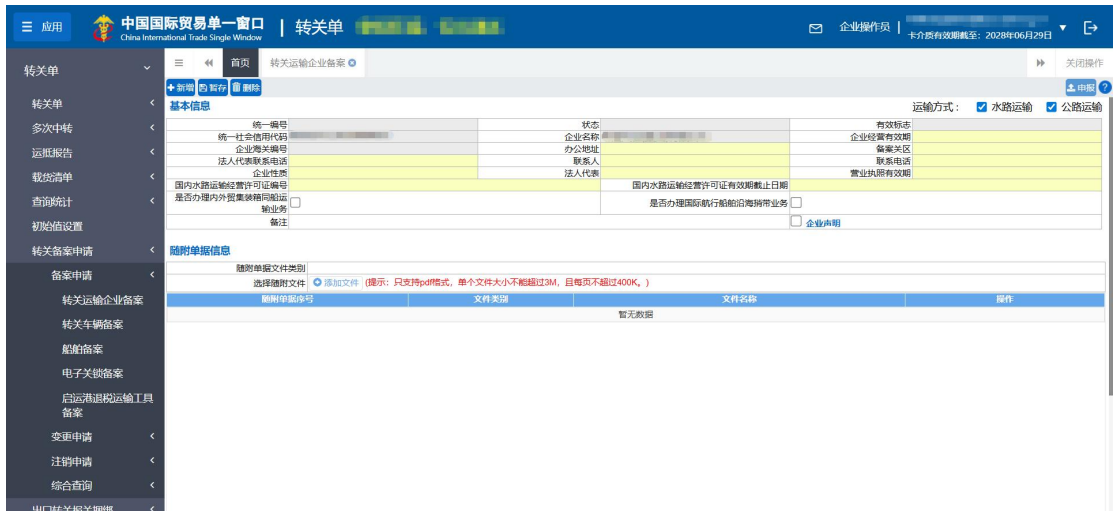 应用
中国国际贸易单一窗口
China International Trade Single Window
转关单
企业操作员
卡介质有效期截至：2028年06月29日
转关单
首页
转关运输企业备案
关闭操作
新增 暂存 删除
申报
转关单
多次中转
运抵报告
载货清单
查询统计
初始值设置
转关备案申请
备案申请
转关运输企业备案
转关车辆备案
船舶备案
电子关锁备案
启运港退税运输工具
备案
变更申请
注销申请
综合查询
出口转关报关捆绑
基本信息
运输方式： 水路运输 公路运输
统一编号 状态 有效标志
统一社会信用代码 企业名称 企业经营有效期
企业海关编号 办公地址 备案关区
法人代表联系电话 联系人 联系电话
企业性质 法人代表 营业执照有效期
国内水路运输经营许可证编号 国内水路运输经营许可证有效期截止日期
是否办理内外贸集装箱同船运
输业务 是否办理国际航行船舶沿海捎带业务
备注 企业声明
随附单据信息
随附单据文件类别
选择随附文件 添加文件 (提示：只支持pdf格式，单个文件大小不能超过3M，且每页不超过400K。)
随附单据序号 文件类别 文件名称 操作
暂无数据